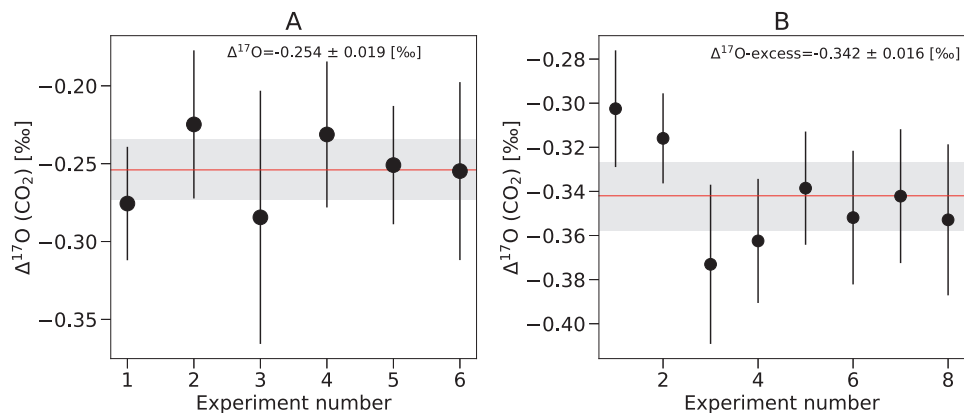 A
Δ¹⁷O=-0.254 ± 0.019 [‰]
Δ¹⁷O (CO₂) [‰]
−0.20
−0.25
−0.30
−0.35
1 2 3 4 5 6
Experiment number
B
Δ¹⁷O-excess=-0.342 ± 0.016 [‰]
Δ¹⁷O (CO₂) [‰]
−0.28
−0.30
−0.32
−0.34
−0.36
−0.38
−0.40
2 4 6 8
Experiment number